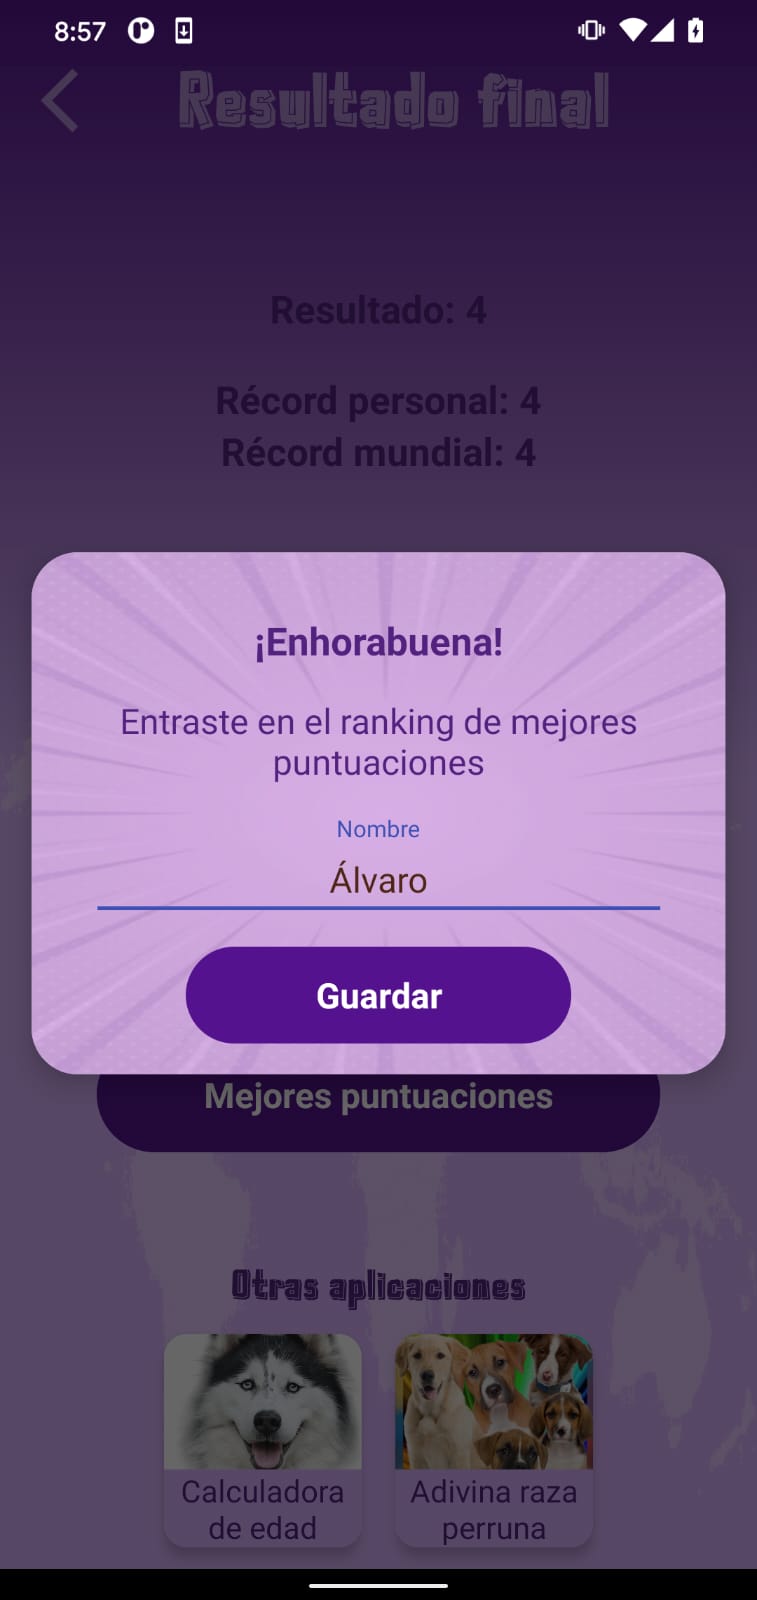 8:57
Resultado final
Resultado: 4
Récord personal: 4
Récord mundial: 4
¡Enhorabuena!
Entraste en el ranking de mejores
puntuaciones
Nombre
Álvaro
Guardar
Mejores puntuaciones
Otras aplicaciones
Calculadora
de edad
Adivina raza
perruna